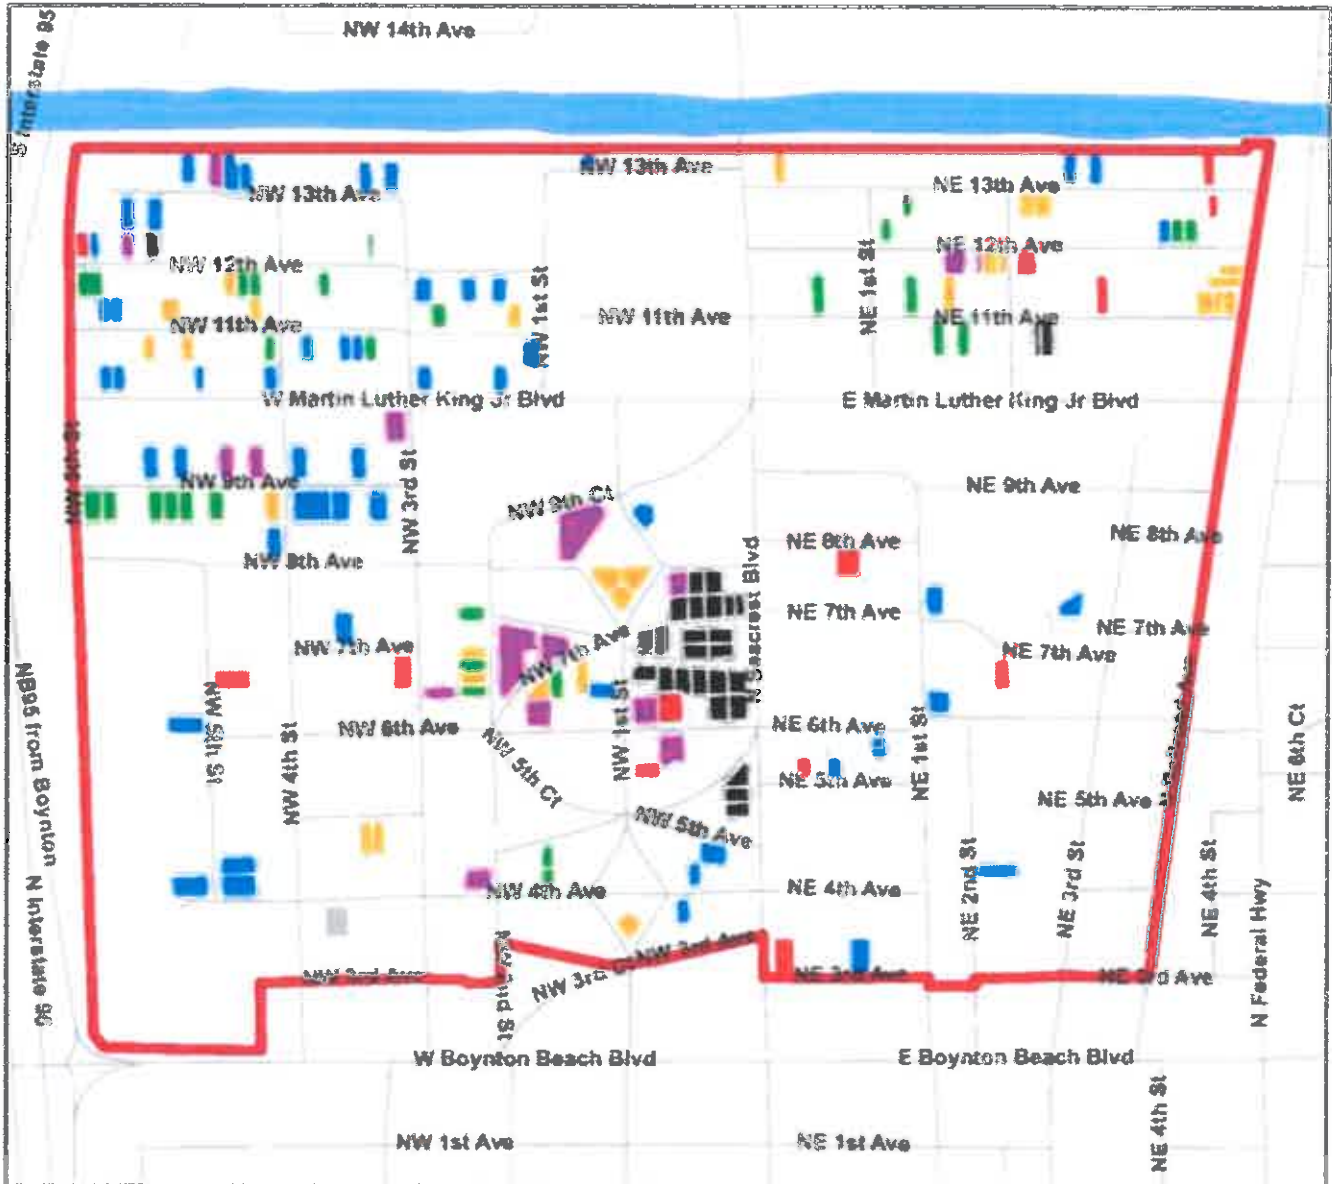 NW 14th Ave
S Interstate 95
NW 13th Ave
NE 13th Ave
NW 13th Ave
NE 12th Ave
NW 12th Ave
NW 1st St
NE 1st St
NW 11th Ave
NW 11th Ave
NE 11th Ave
W Martin Luther King Jr Blvd
E Martin Luther King Jr Blvd
NW 3rd St
NW 9th Ave
NE 9th Ave
NW 9th Ct
NE 8th Ave
NE 8th Ave
NW 8th Ave
N Seacrest Blvd
NE 7th Ave
NE 7th Ave
NW 7th Ave
NW 7th Ave
NE 7th Ave
NW 5th St
NW 4th St
NW 6th Ave
NW 5th Ct
NW 1st St
NE 6th Ave
NE 1st St
NE 6th Ct
NE 5th Ave
NE 5th Ave
NW 5th Ave
NB95 from Boynton
N Interstate 95
NW 4th Ave
NE 4th Ave
NE 2nd St
NE 3rd St
NE 4th St
N Federal Hwy
NW 3rd Ave
NW 3rd Ave
NW 3rd Ct
NE 3rd Ave
NE 3rd Ave
W Boynton Beach Blvd
E Boynton Beach Blvd
NE 4th St
NW 1st Ave
NE 1st Ave